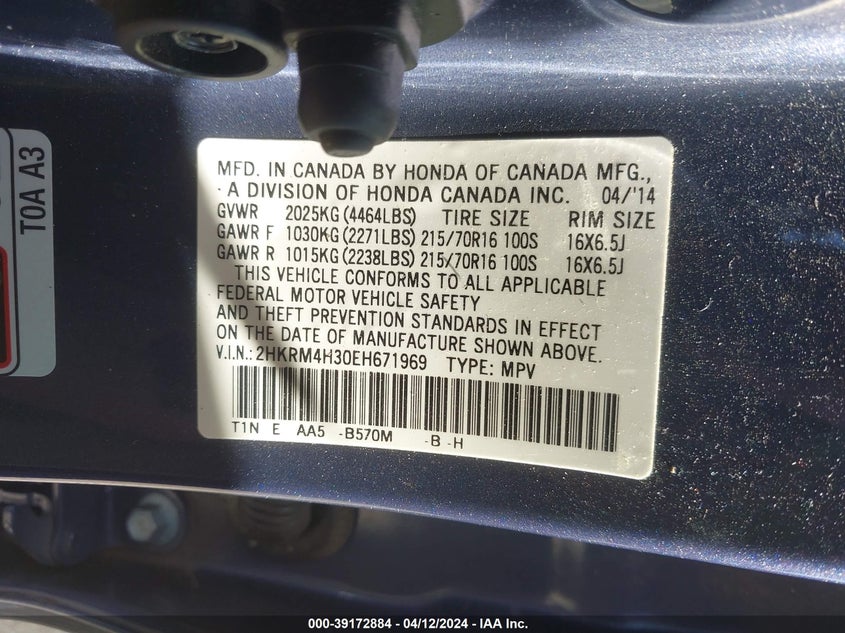 T0A A3
MFD. IN CANADA BY HONDA OF CANADA MFG.,
A DIVISION OF HONDA CANADA INC. 04/'14
GVWR 2025KG(4464LBS) TIRE SIZE RIM SIZE
GAWR F 1030KG(2271LBS) 215/70R16 100S 16X6.5J
GAWR R 1015KG(2238LBS) 215/70R16 100S 16X6.5J
THIS VEHICLE CONFORMS TO ALL APPLICABLE
FEDERAL MOTOR VEHICLE SAFETY
AND THEFT PREVENTION STANDARDS IN EFFECT
ON THE DATE OF MANUFACTURE SHOWN ABOVE.
V.I.N.: 2HKRM4H30EH671969 TYPE: MPV
T1N E AA5 -B570M -B -H
000-39172884 - 04/12/2024 - IAA Inc.